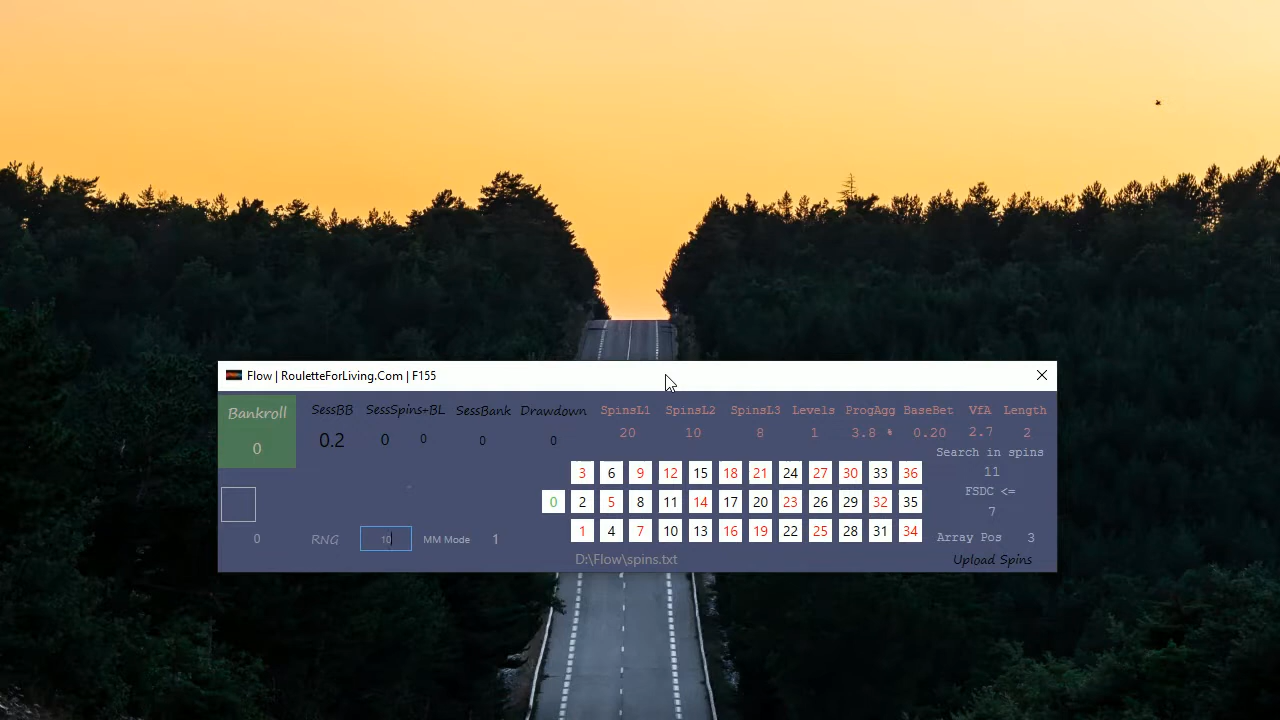 Flow | RouletteForLiving.Com | F155
Bankroll SessBB SessSpins+BL SessBank Drawdown SpinsL1 SpinsL2 SpinsL3 Levels ProgAgg BaseBet VfA Length
0 0.2 0 0 0 0 20 10 8 1 3.8 % 0.20 2.7 2
Search in spins
11
3 6 9 12 15 18 21 24 27 30 33 36
FSDC <=
0 2 5 8 11 14 17 20 23 26 29 32 35
7
1 4 7 10 13 16 19 22 25 28 31 34
0 RNG 10 MM Mode 1
Array Pos 3
D:\Flow\spins.txt
Upload Spins